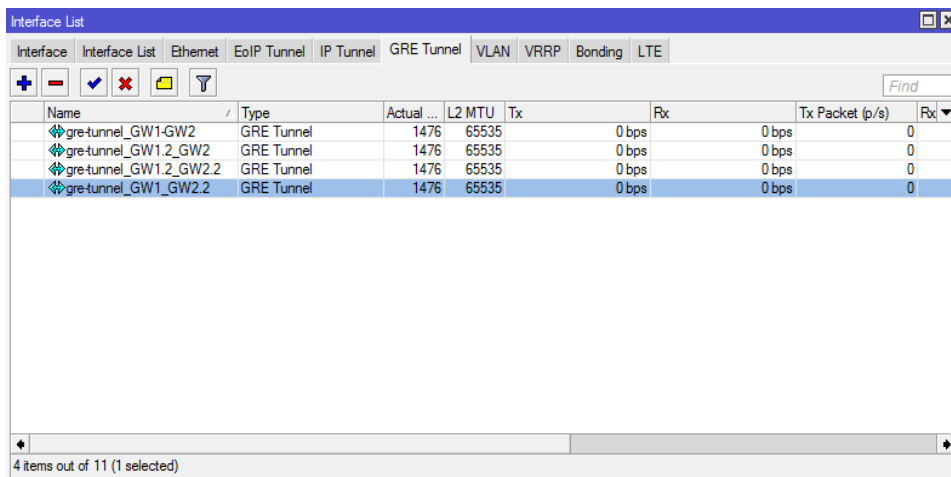 Interface List
Interface Interface List Ethernet EoIP Tunnel IP Tunnel GRE Tunnel VLAN VRRP Bonding LTE
Find
Name / Type Actual ... L2 MTU Tx Rx Tx Packet (p/s) Rx
gre-tunnel_GW1-GW2 GRE Tunnel 1476 65535 0 bps 0 bps 0
gre-tunnel_GW1.2_GW2 GRE Tunnel 1476 65535 0 bps 0 bps 0
gre-tunnel_GW1.2_GW2.2 GRE Tunnel 1476 65535 0 bps 0 bps 0
gre-tunnel_GW1_GW2.2 GRE Tunnel 1476 65535 0 bps 0 bps 0
4 items out of 11 (1 selected)